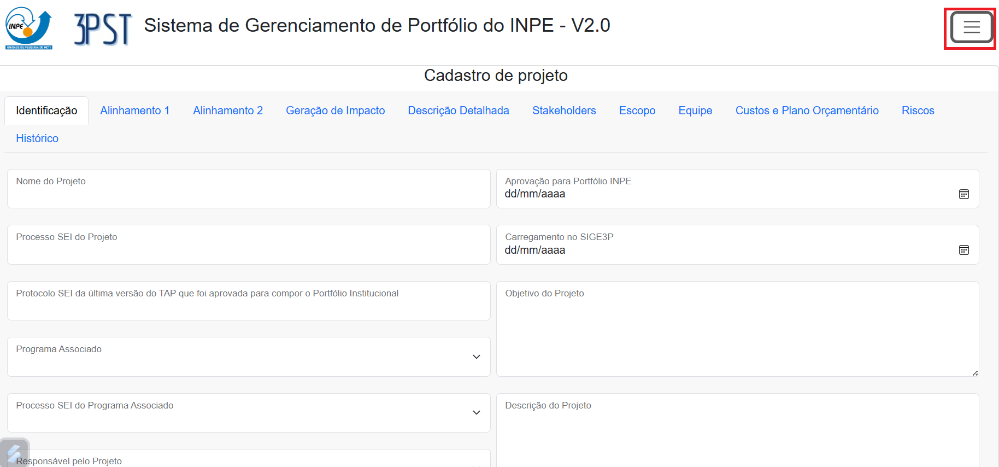 INPE
UNIDADE DE PESQUISA DO MCTI
3PST
Sistema de Gerenciamento de Portfólio do INPE - V2.0
Cadastro de projeto
Identificação
Alinhamento 1
Alinhamento 2
Geração de Impacto
Descrição Detalhada
Stakeholders
Escopo
Equipe
Custos e Plano Orçamentário
Riscos
Histórico
Nome do Projeto
Aprovação para Portfólio INPE
dd/mm/aaaa
Processo SEI do Projeto
Carregamento no SIGE3P
dd/mm/aaaa
Protocolo SEI da última versão do TAP que foi aprovada para compor o Portfólio Institucional
Objetivo do Projeto
Programa Associado
Processo SEI do Programa Associado
Descrição do Projeto
Responsável pelo Projeto